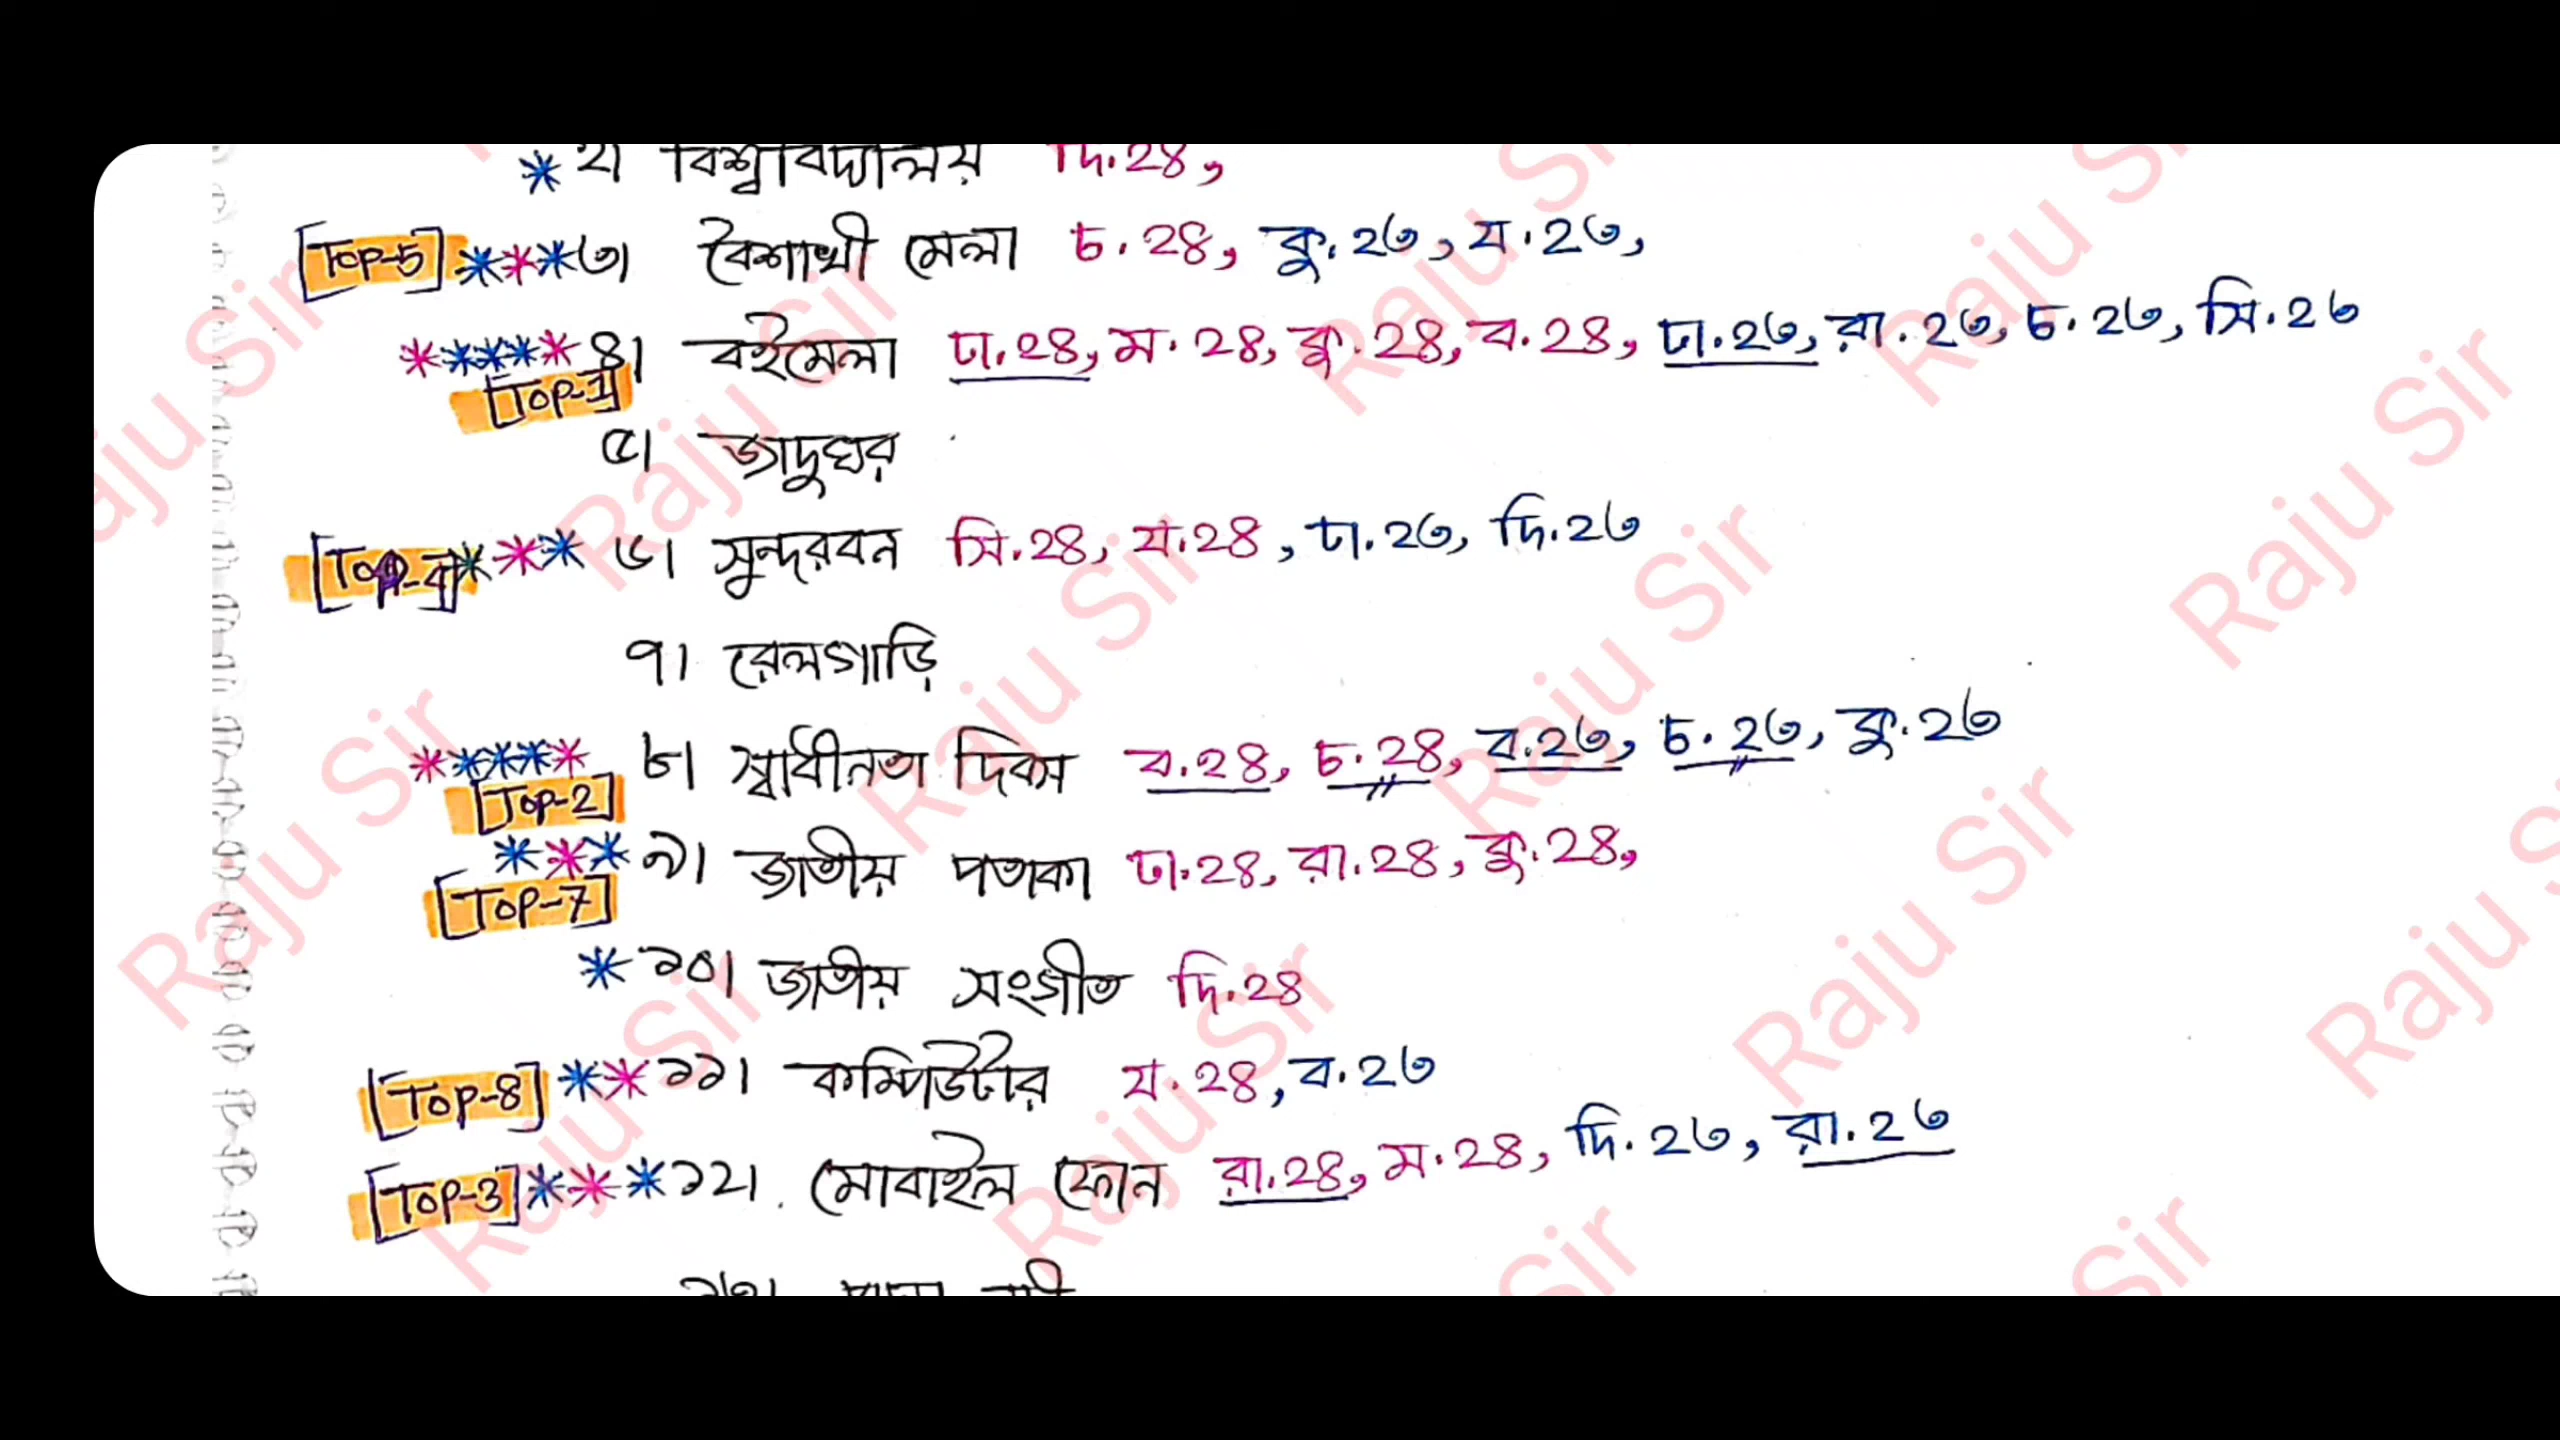 * ২। বিশ্ববিদ্যালয় দি.২৪,
[Top-5] ***৩। বৈশাখী মেলা চ.২৪, কু.২৩, য.২৩,
*****৪। বইমেলা ঢা.২৪, ম.২৪, কু.২৪, ব.২৪, ঢা.২৩, রা.২৩, চ.২৩, সি.২৩
[Top-1]
৫। জাদুঘর
[Top-4]*** ৬। সুন্দরবন সি.২৪, য.২৪, ঢা.২৩, দি.২৩
৭। রেলগাড়ি
***** ৮। স্বাধীনতা দিবস ব.২৪, চ.২৪, ব.২৩, চ.২৩, কু.২৩
[Top-2]
***৯। জাতীয় পতাকা ঢা.২৪, রা.২৪, কু.২৪,
[Top-7]
*১০। জাতীয় সংগীত দি.২৪
[Top-8] **১১। কম্পিউটার য.২৪, ব.২৩
[Top-3]***১২। মোবাইল ফোন রা.২৪, ম.২৪, দি.২৩, রা.২৩
Raju Sir